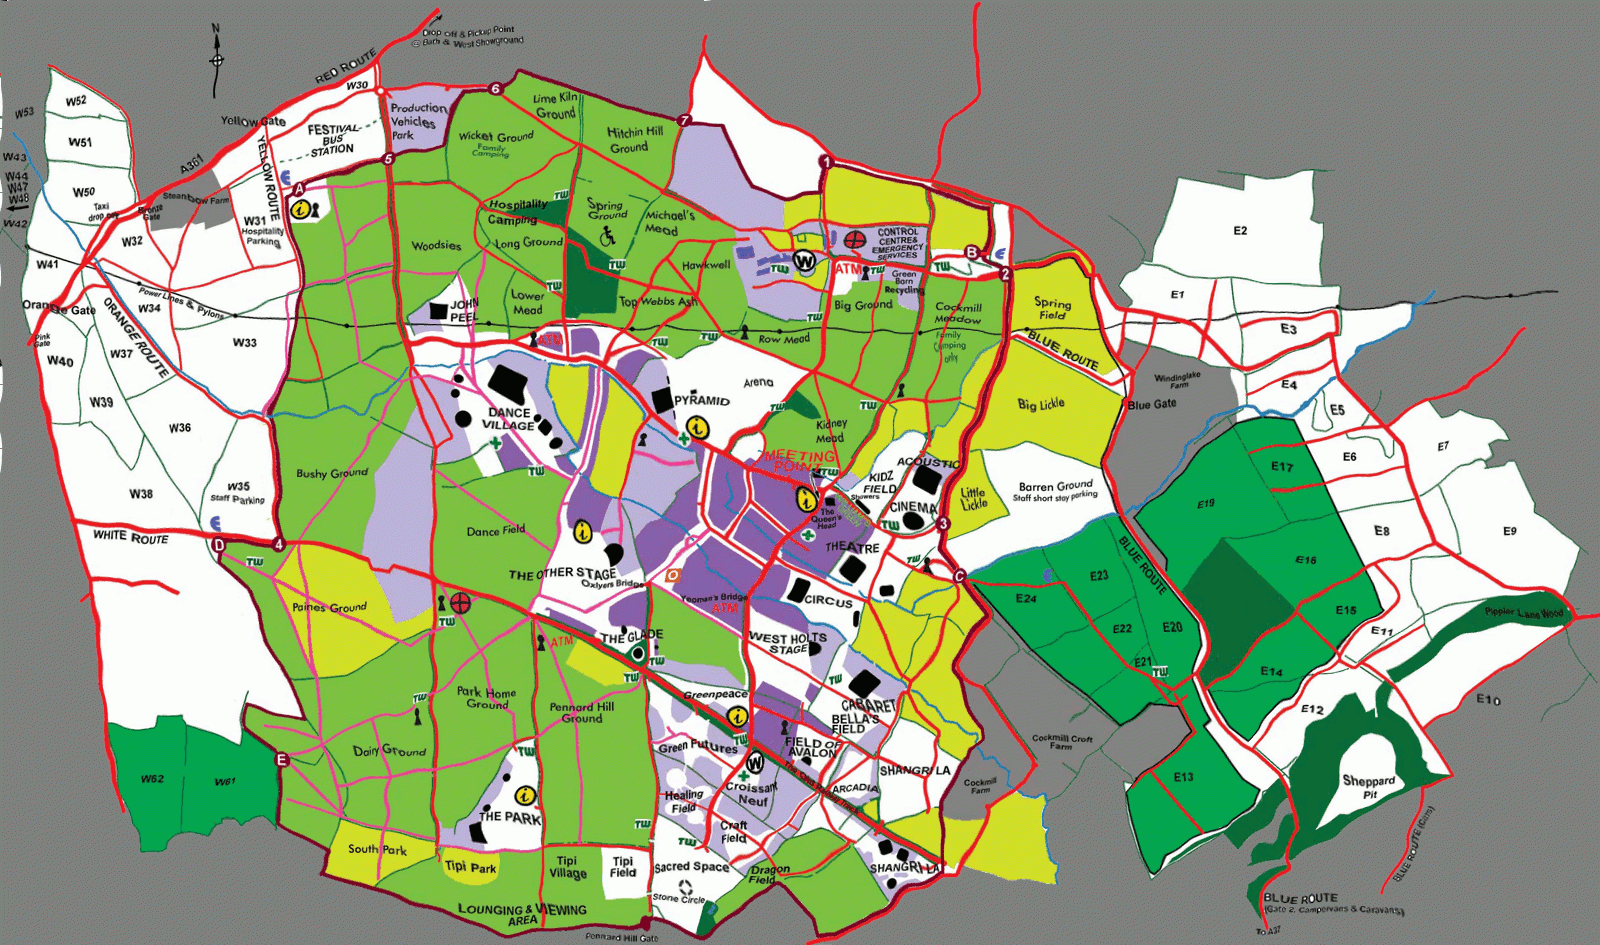 N
Drop off & Pickup Point
@ Bath & West Showground
RED ROUTE
W30
Yellow Gate
FESTIVAL
BUS
STATION
YELLOW ROUTE
A361
W53
W52
W51
W50
W43
W44
W47
W48
W42
Taxi
drop off
Bronze
Gate
Steanbow Farm
W31
Hospitality
Parking
W32
W41
Orange Gate
Pink
Gate
ORANGE ROUTE
Power Lines & Pylons
W34
W33
W37
W40
W39
W36
W38
W35
Staff Parking
WHITE ROUTE
W62
W61
Production
Vehicles
Park
5
6
7
1
2
3
4
A
B
C
D
E
Wicket Ground
Family
Camping
Lime Kiln
Ground
Hitchin Hill
Ground
Hospitality
Camping
Long Ground
Spring
Ground
Michael's
Mead
Woodsies
Lower
Mead
Hawkwell
Top Webbs Ash
JOHN
PEEL
ATM
Row Mead
W
CONTROL
CENTRE &
EMERGENCY
SERVICES
ATM
TW
Green
Barn
Recycling
Big Ground
Cockmill
Meadow
Family
Camping
only
Spring
Field
BLUE ROUTE
Big Lickle
Blue Gate
Windinglake
Farm
E2
E1
E3
E4
E5
E6
E7
E8
E9
E17
E19
E16
E15
E14
E11
E12
E10
E13
E20
E21
E22
E23
E24
TW
BLUE ROUTE
Pippler Lane Wood
Sheppard
Pit
BLUE ROUTE (Cars)
BLUE ROUTE
(Gate 2, Campervans & Caravans)
To A37
Arena
PYRAMID
i
DANCE
VILLAGE
Kidney
Mead
MEETING
POINT
KIDZ
FIELD
ACOUSTIC
CINEMA
Showers
The
Queen's
Head
THEATRE
Little
Lickle
Barren Ground
Staff short stay parking
Bushy Ground
Dance Field
THE OTHER STAGE
Oxlyers Bridge
Yeoman's Bridge
ATM
CIRCUS
WEST HOLTS
STAGE
THE GLADE
ATM
Paines Ground
Park Home
Ground
Pennard Hill
Ground
Dairy Ground
THE PARK
South Park
Tipi Park
Tipi
Village
Tipi
Field
LOUNGING & VIEWING
AREA
Pennard Hill Gate
Greenpeace
Green Futures
Healing
Field
Croissant
Neuf
Craft
Field
Sacred Space
Stone Circle
Dragon
Field
FIELD OF
AVALON
CABARET
BELLA'S
FIELD
ARCADIA
SHANGRI LA
SHANGRI LA
Cockmill
Farm
Cockmill Croft
Farm